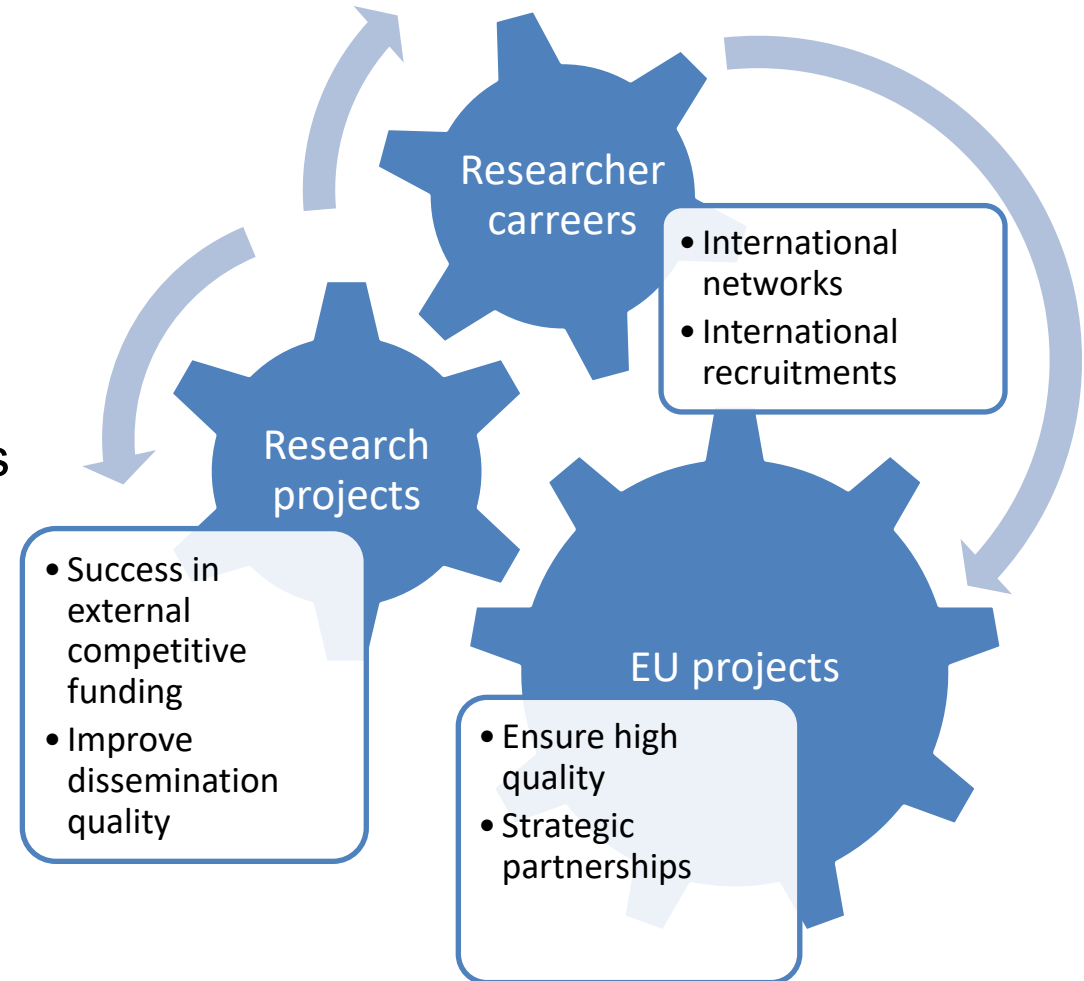 Researcher
carreers
• International
networks
• International
recruitments
Research
projects
s
• Success in
external
competitive
funding
• Improve
dissemination
quality
EU projects
• Ensure high
quality
• Strategic
partnerships